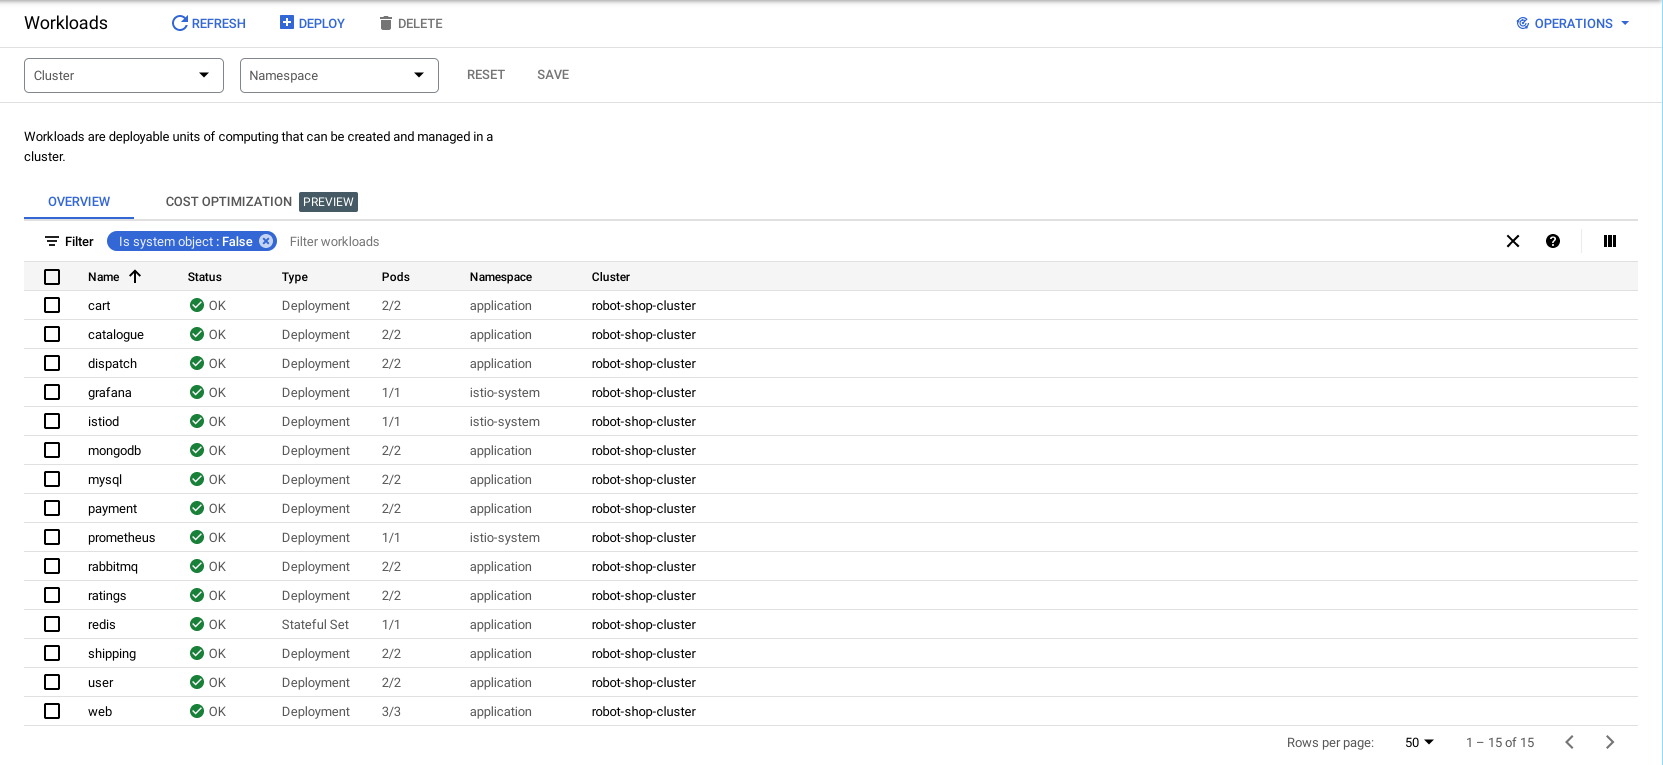 Workloads REFRESH DEPLOY DELETE OPERATIONS
Cluster Namespace RESET SAVE
Workloads are deployable units of computing that can be created and managed in a
cluster.
OVERVIEW COST OPTIMIZATION PREVIEW
Filter Is system object : False Filter workloads
Name Status Type Pods Namespace Cluster
cart OK Deployment 2/2 application robot-shop-cluster
catalogue OK Deployment 2/2 application robot-shop-cluster
dispatch OK Deployment 2/2 application robot-shop-cluster
grafana OK Deployment 1/1 istio-system robot-shop-cluster
istiod OK Deployment 1/1 istio-system robot-shop-cluster
mongodb OK Deployment 2/2 application robot-shop-cluster
mysql OK Deployment 2/2 application robot-shop-cluster
payment OK Deployment 2/2 application robot-shop-cluster
prometheus OK Deployment 1/1 istio-system robot-shop-cluster
rabbitmq OK Deployment 2/2 application robot-shop-cluster
ratings OK Deployment 2/2 application robot-shop-cluster
redis OK Stateful Set 1/1 application robot-shop-cluster
shipping OK Deployment 2/2 application robot-shop-cluster
user OK Deployment 2/2 application robot-shop-cluster
web OK Deployment 3/3 application robot-shop-cluster
Rows per page: 50 1 – 15 of 15